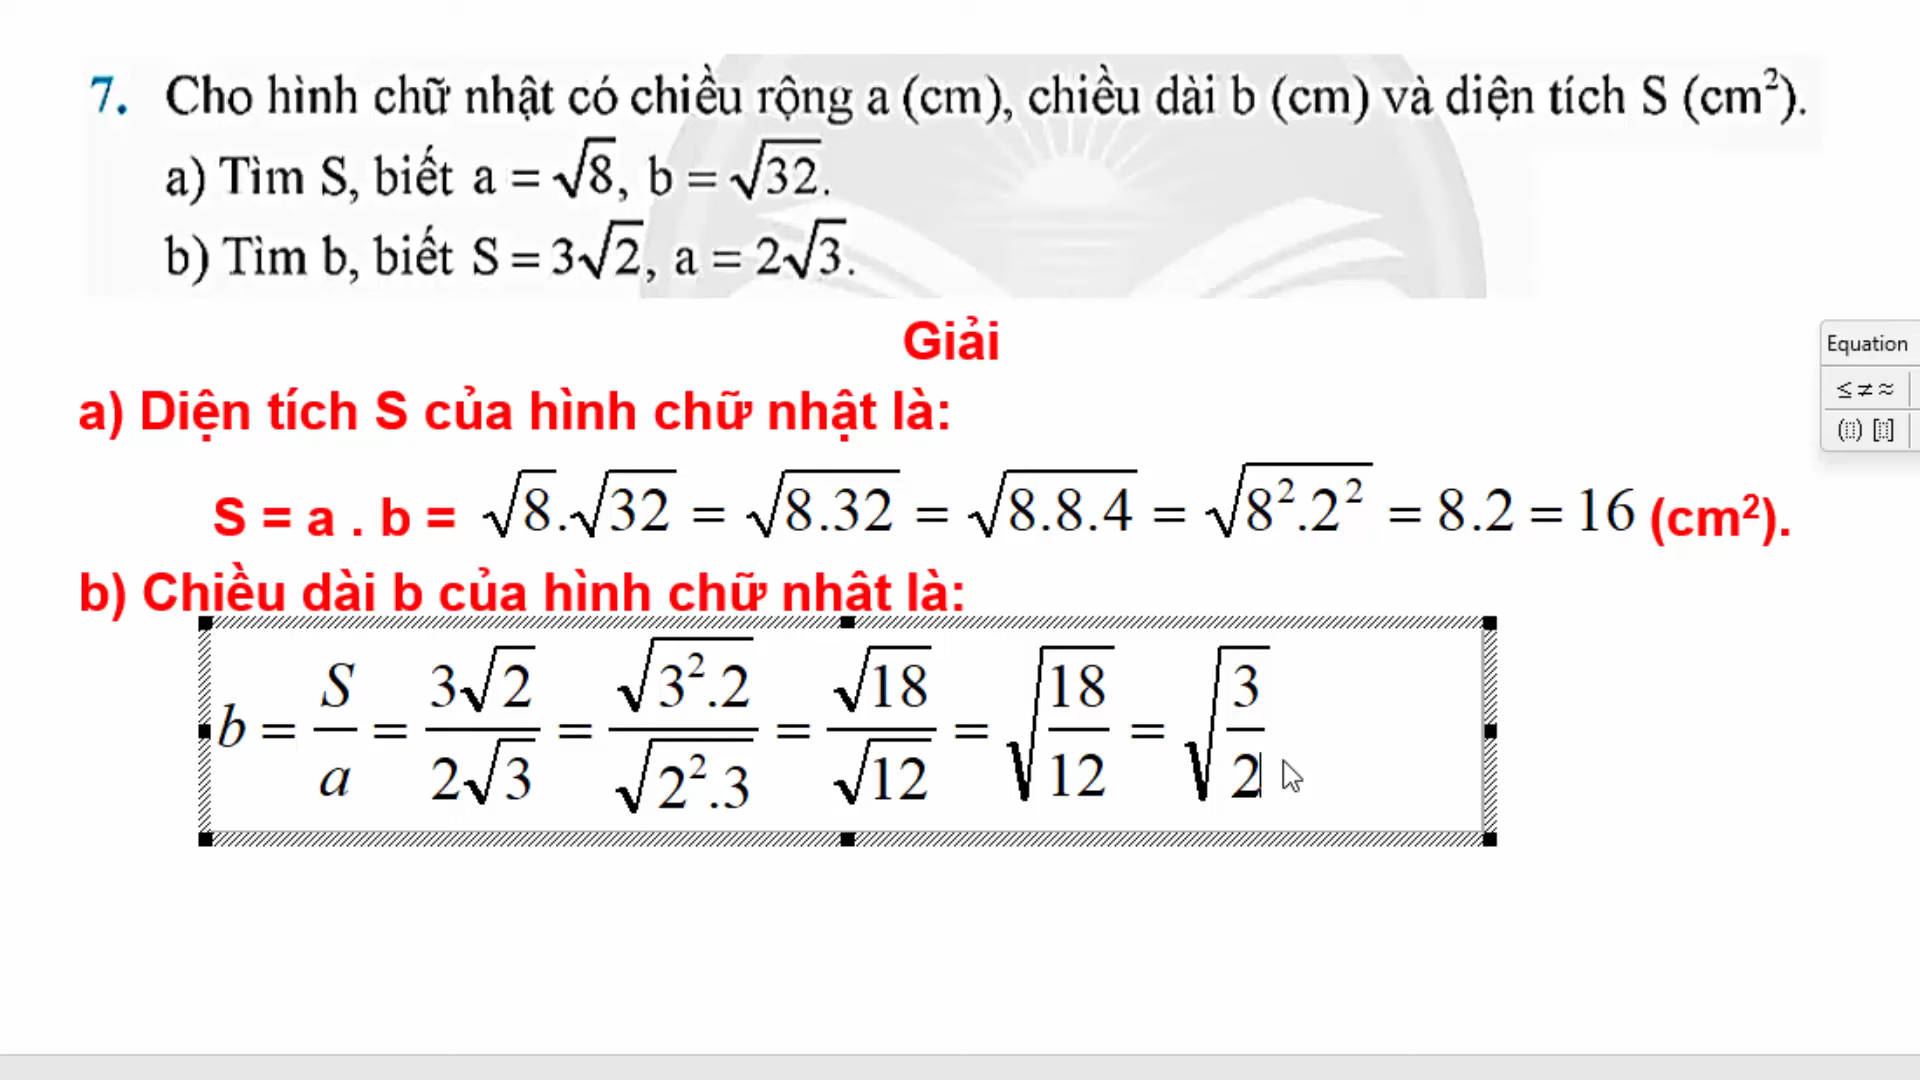 7. Cho hình chữ nhật có chiều rộng a (cm), chiều dài b (cm) và diện tích S (cm²).
a) Tìm S, biết a = √8, b = √32.
b) Tìm b, biết S = 3√2, a = 2√3.
Giải
Equation
≤≠≈
a) Diện tích S của hình chữ nhật là:
(▯) [▯]
S = a . b = √8.√32 = √8.32 = √8.8.4 = √8².2² = 8.2 = 16 (cm²).
b) Chiều dài b của hình chữ nhật là:
b = S/a = 3√2/2√3 = √3².2/√2².3 = √18/√12 = √18/12 = √3/2